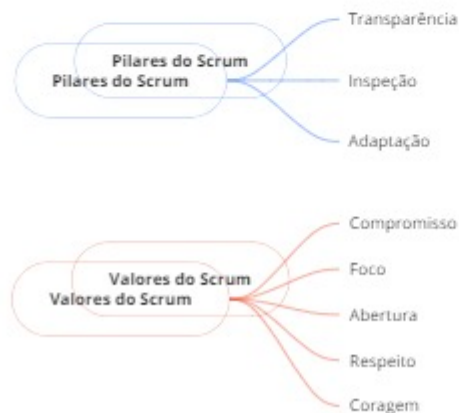 Transparência
Pilares do Scrum
Pilares do Scrum
Inspeção
Adaptação
Compromisso
Valores do Scrum
Valores do Scrum
Foco
Abertura
Respeito
Coragem